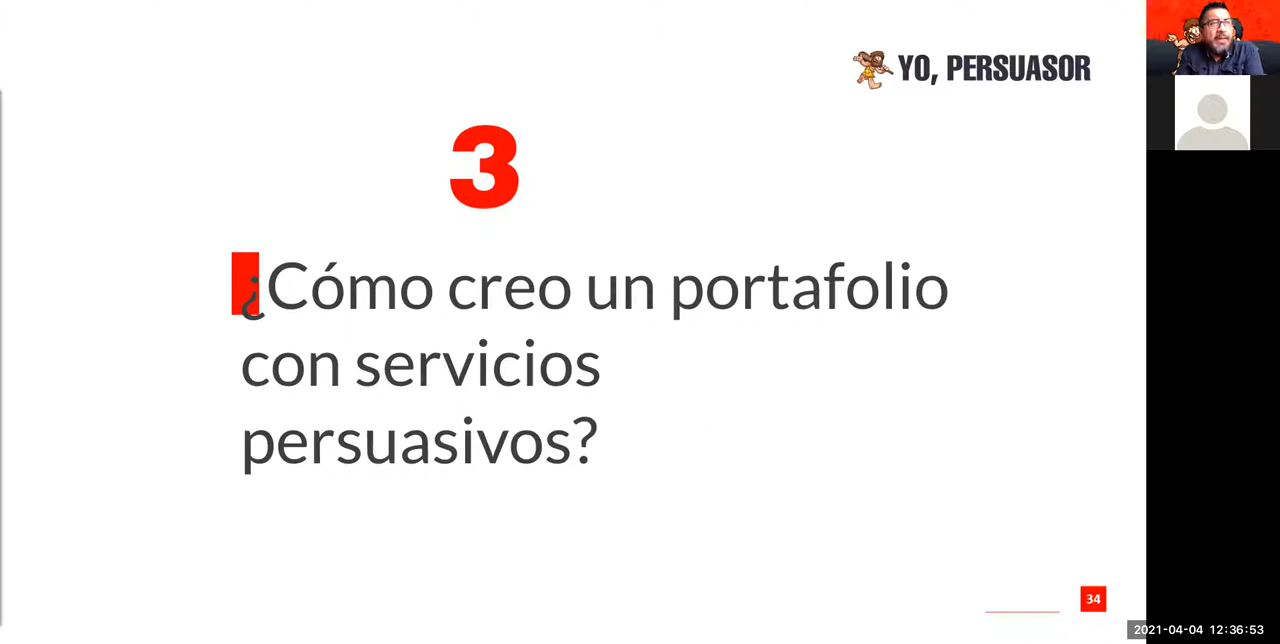 YO, PERSUASOR
3
¿Cómo creo un portafolio
con servicios
persuasivos?
34
2021-04-04 12:36:53